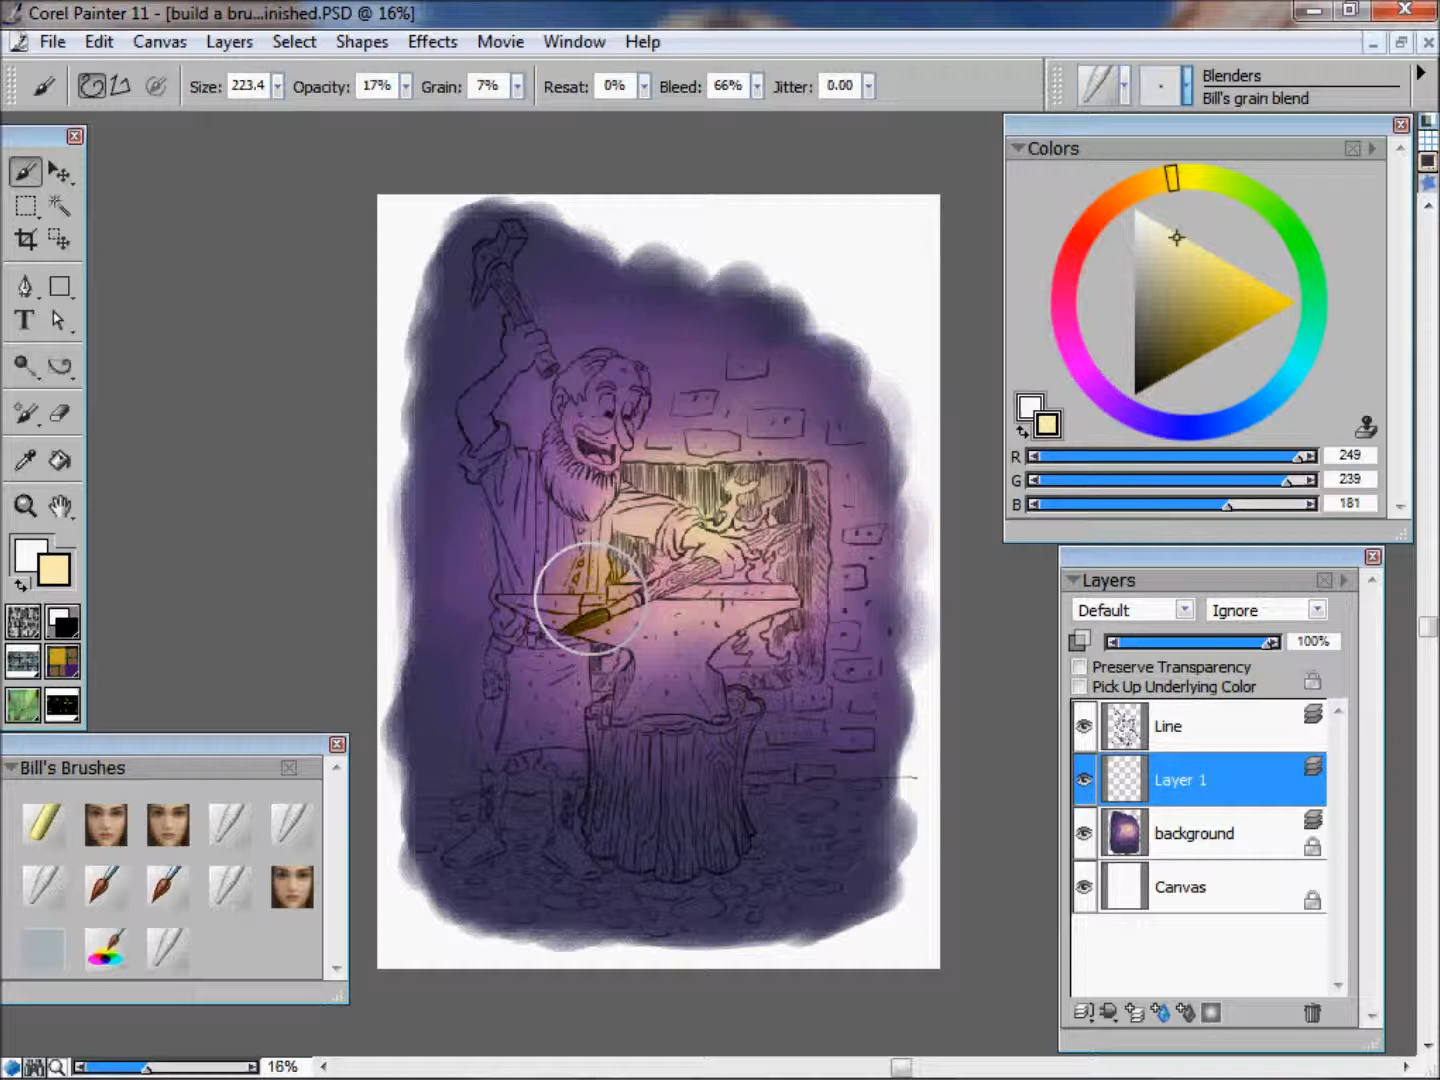 Corel Painter 11 - [build a bru...inished.PSD @ 16%]
File Edit Canvas Layers Select Shapes Effects Movie Window Help
Size: 223.4 Opacity: 17% Grain: 7% Resat: 0% Bleed: 66% Jitter: 0.00
Blenders
Bill's grain blend
Colors
R 249
G 239
B 181
Layers
Default Ignore
100%
Preserve Transparency
Pick Up Underlying Color
Line
Layer 1
background
Canvas
T
Bill's Brushes
16%